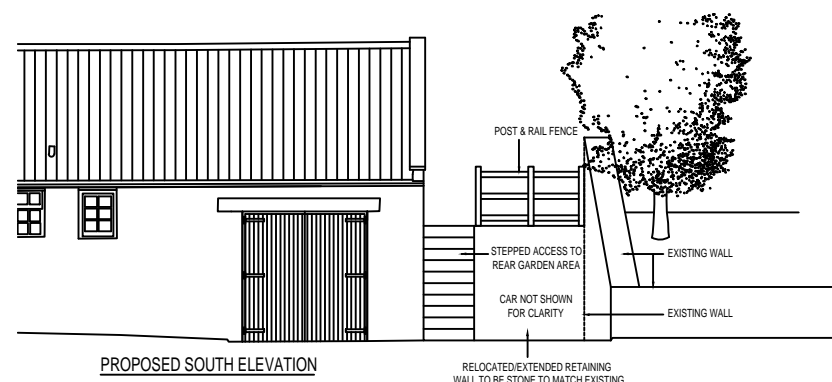 POST & RAIL FENCE
STEPPED ACCESS TO
REAR GARDEN AREA
EXISTING WALL
CAR NOT SHOWN
FOR CLARITY
EXISTING WALL
PROPOSED SOUTH ELEVATION
RELOCATED/EXTENDED RETAINING
WALL TO BE STONE TO MATCH EXISTING